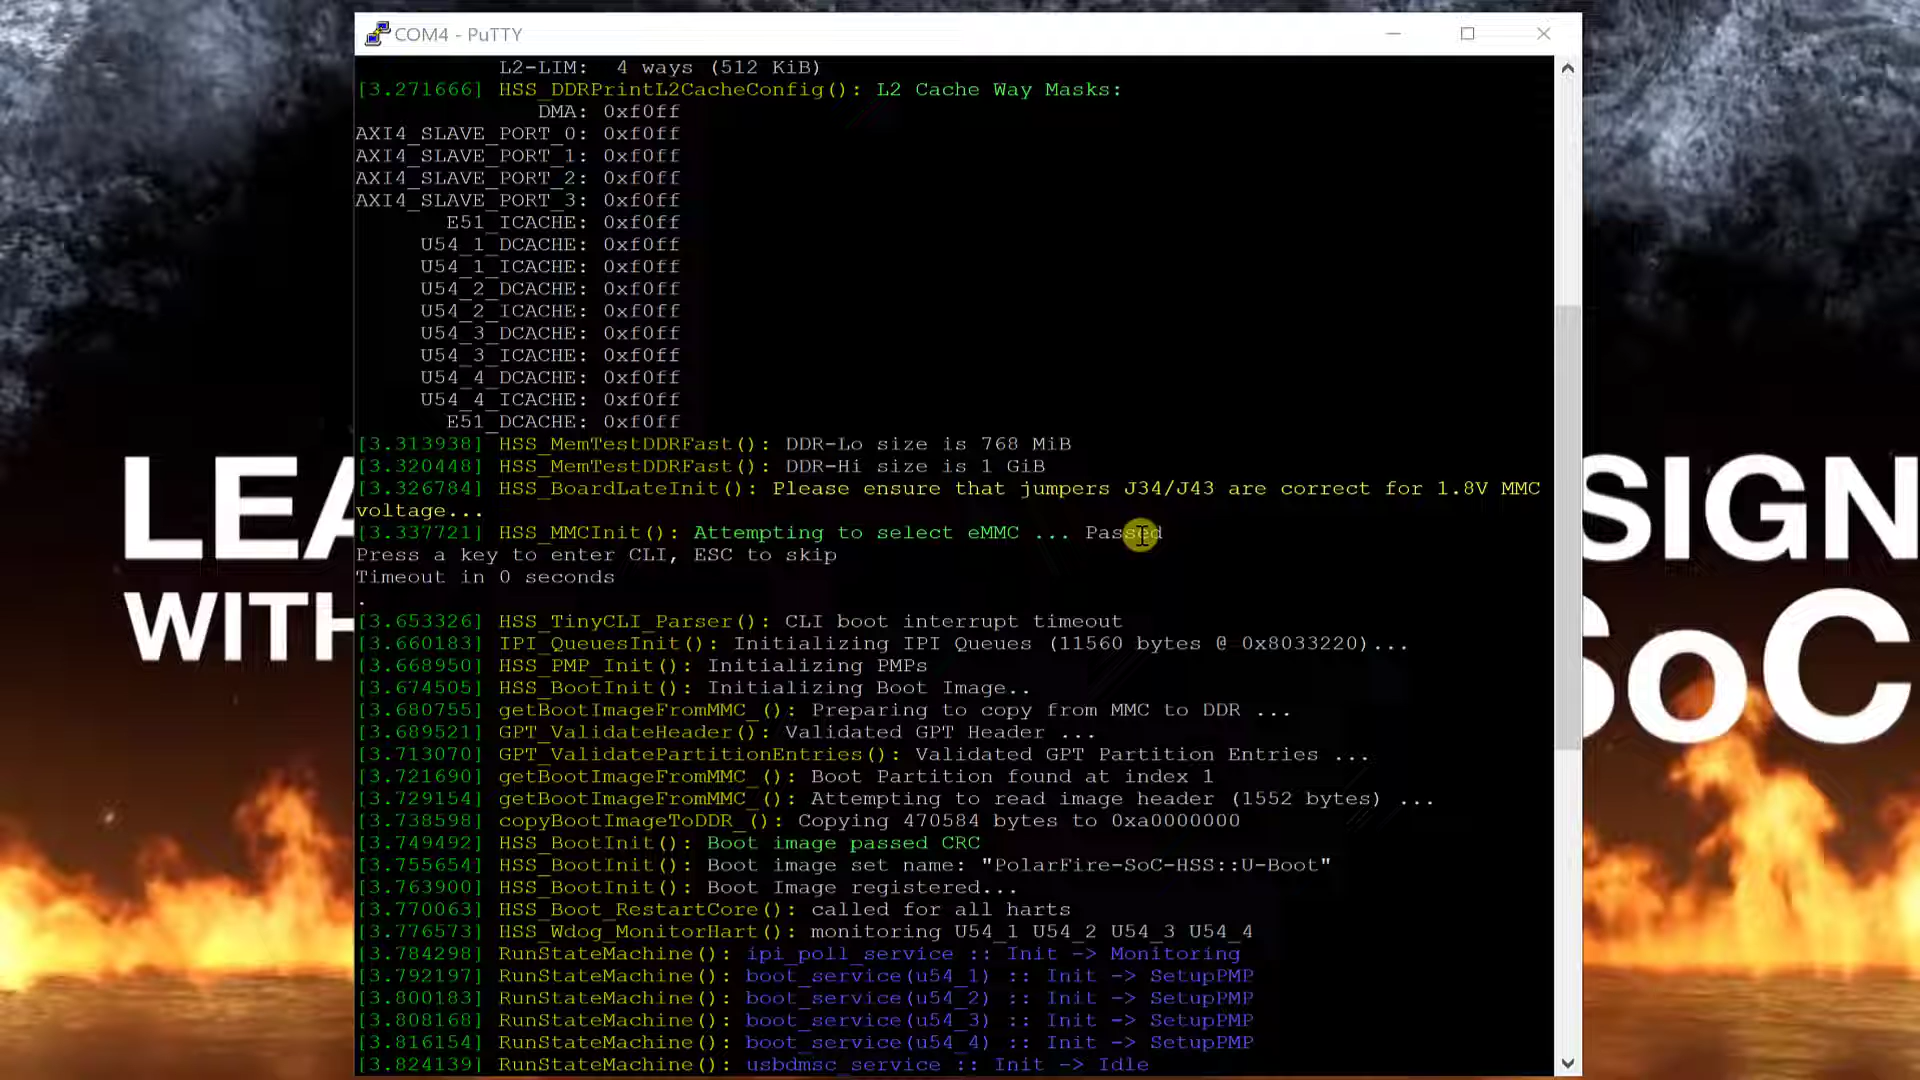 COM4 - PuTTY
L2-LIM: 4 ways (512 KiB)
[3.271666] HSS_DDRPrintL2CacheConfig(): L2 Cache Way Masks:
DMA: 0xf0ff
AXI4_SLAVE_PORT_0: 0xf0ff
AXI4_SLAVE_PORT_1: 0xf0ff
AXI4_SLAVE_PORT_2: 0xf0ff
AXI4_SLAVE_PORT_3: 0xf0ff
E51_ICACHE: 0xf0ff
U54_1_DCACHE: 0xf0ff
U54_1_ICACHE: 0xf0ff
U54_2_DCACHE: 0xf0ff
U54_2_ICACHE: 0xf0ff
U54_3_DCACHE: 0xf0ff
U54_3_ICACHE: 0xf0ff
U54_4_DCACHE: 0xf0ff
U54_4_ICACHE: 0xf0ff
E51_DCACHE: 0xf0ff
[3.313938] HSS_MemTestDDRFast(): DDR-Lo size is 768 MiB
[3.320448] HSS_MemTestDDRFast(): DDR-Hi size is 1 GiB
[3.326784] HSS_BoardLateInit(): Please ensure that jumpers J34/J43 are correct for 1.8V MMC
voltage...
[3.337721] HSS_MMCInit(): Attempting to select eMMC ... Passed
Press a key to enter CLI, ESC to skip
Timeout in 0 seconds
.
[3.653326] HSS_TinyCLI_Parser(): CLI boot interrupt timeout
[3.660183] IPI_QueuesInit(): Initializing IPI Queues (11560 bytes @ 0x8033220)...
[3.668950] HSS_PMP_Init(): Initializing PMPs
[3.674505] HSS_BootInit(): Initializing Boot Image..
[3.680755] getBootImageFromMMC_(): Preparing to copy from MMC to DDR ...
[3.689521] GPT_ValidateHeader(): Validated GPT Header ...
[3.713070] GPT_ValidatePartitionEntries(): Validated GPT Partition Entries ...
[3.721690] getBootImageFromMMC_(): Boot Partition found at index 1
[3.729154] getBootImageFromMMC_(): Attempting to read image header (1552 bytes) ...
[3.738598] copyBootImageToDDR_(): Copying 470584 bytes to 0xa0000000
[3.749492] HSS_BootInit(): Boot image passed CRC
[3.755654] HSS_BootInit(): Boot image set name: "PolarFire-SoC-HSS::U-Boot"
[3.763900] HSS_BootInit(): Boot Image registered...
[3.770063] HSS_Boot_RestartCore(): called for all harts
[3.776573] HSS_Wdog_MonitorHart(): monitoring U54_1 U54_2 U54_3 U54_4
[3.784298] RunStateMachine(): ipi_poll_service :: Init -> Monitoring
[3.792197] RunStateMachine(): boot_service(u54_1) :: Init -> SetupPMP
[3.800183] RunStateMachine(): boot_service(u54_2) :: Init -> SetupPMP
[3.808168] RunStateMachine(): boot_service(u54_3) :: Init -> SetupPMP
[3.816154] RunStateMachine(): boot_service(u54_4) :: Init -> SetupPMP
[3.824139] RunStateMachine(): usbdmsc_service :: Init -> Idle
LEA SIGN
WITH SoC